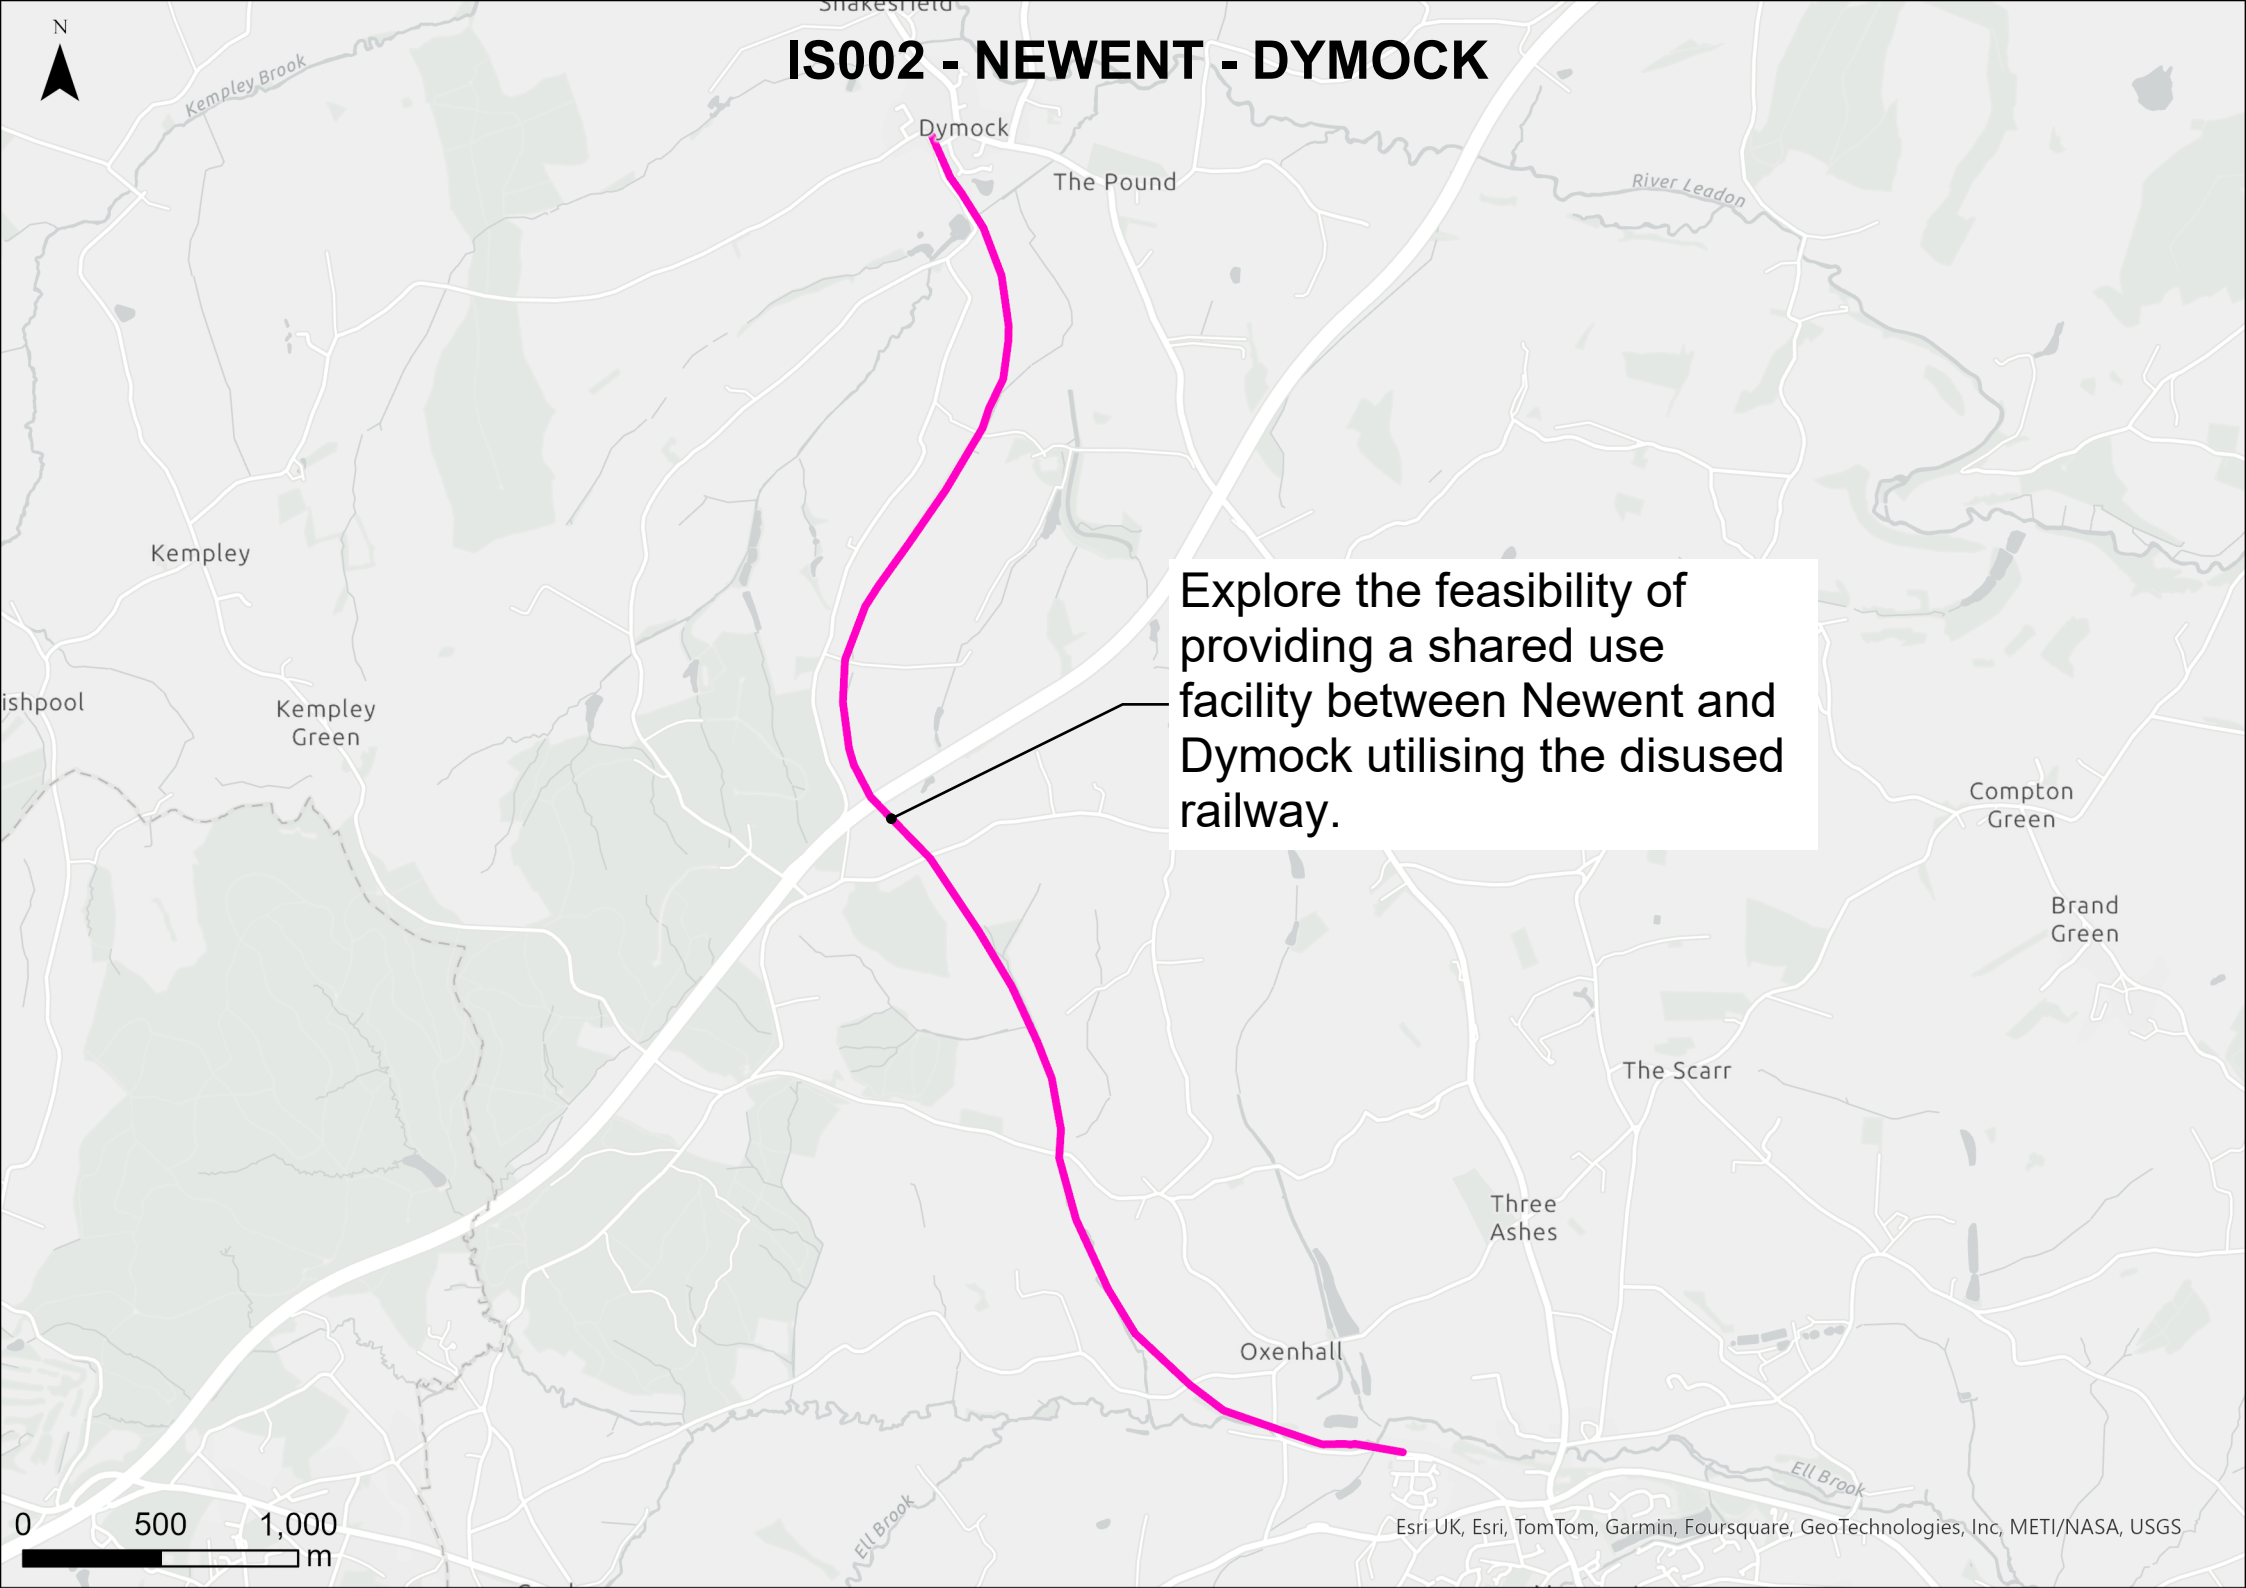 Shakesfield
N
IS002 - NEWENT - DYMOCK
Kempley Brook
Dymock
The Pound
River Leadon
Kempley
Explore the feasibility of
providing a shared use
facility between Newent and
Dymock utilising the disused
railway.
ishpool
Kempley
Green
Compton
Green
Brand
Green
The Scarr
Three
Ashes
Oxenhall
Ell Brook
Ell Brook
0 500 1,000
m
Esri UK, Esri, TomTom, Garmin, Foursquare, GeoTechnologies, Inc, METI/NASA, USGS